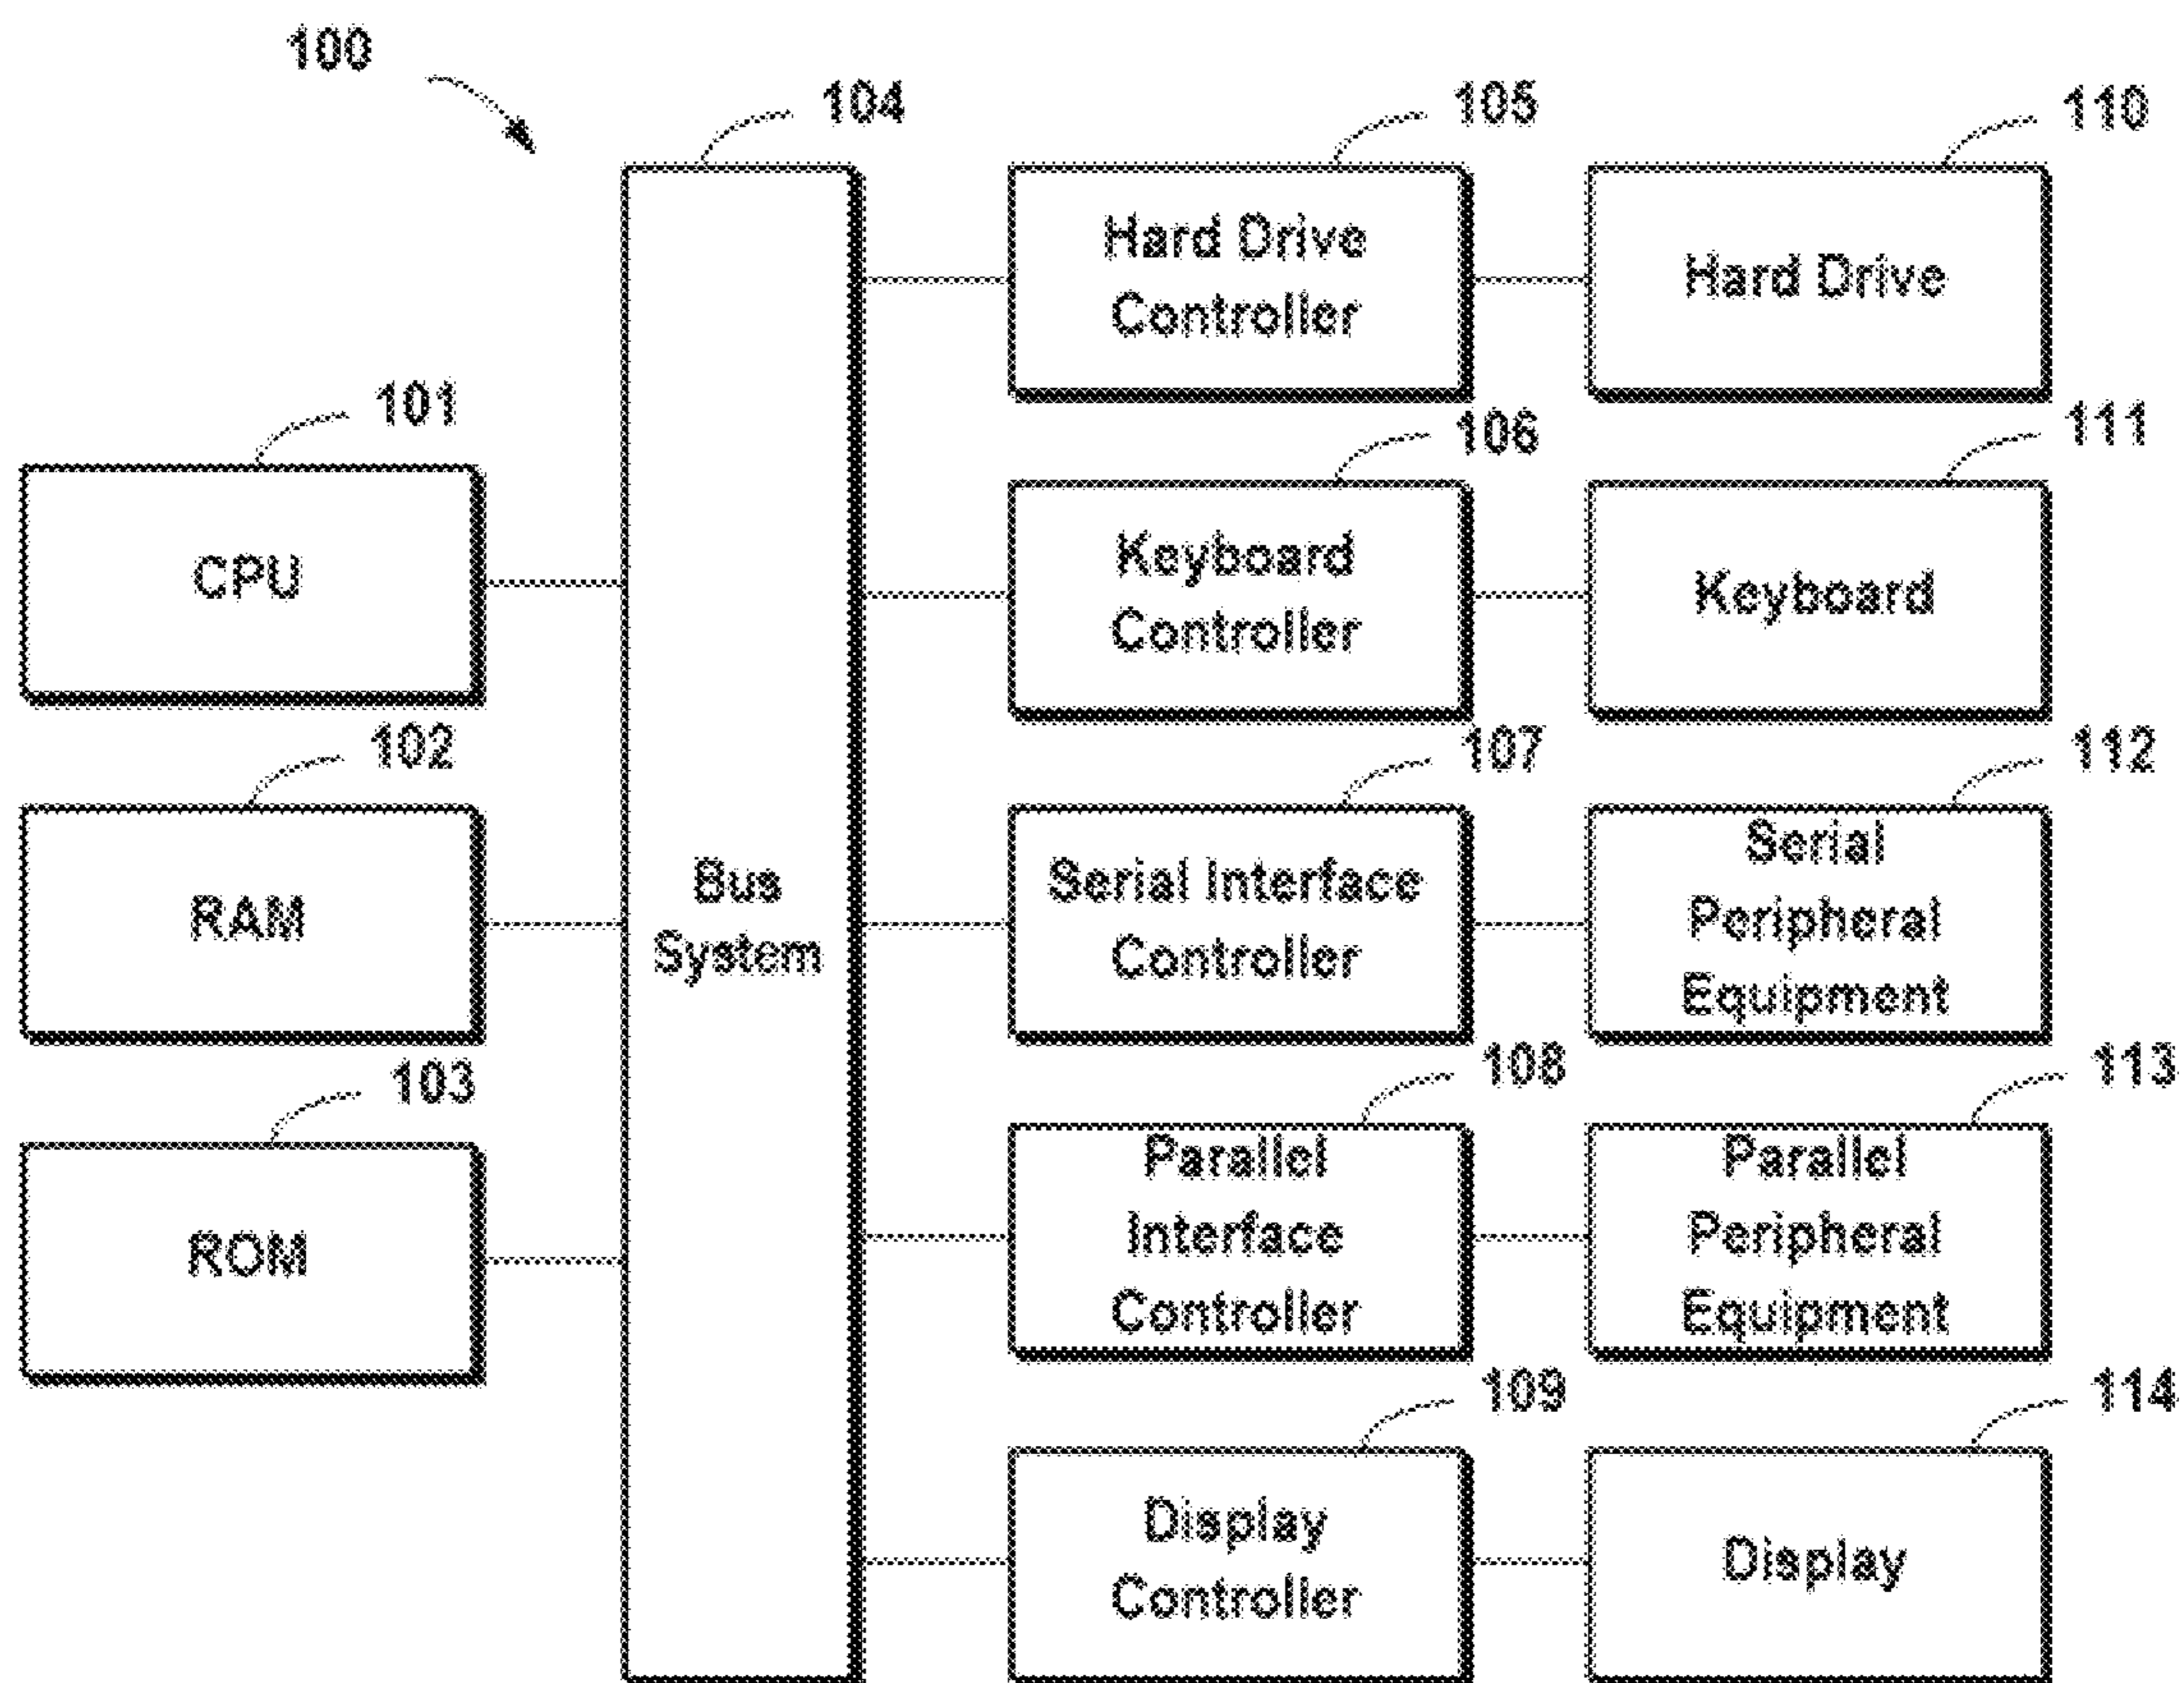 100
104
105
110
Hard Drive
Controller
Hard Drive
101
CPU
106
111
Keyboard
Controller
Keyboard
102
RAM
Bus
System
107
112
Serial Interface
Controller
Serial
Peripheral
Equipment
103
ROM
108
113
Parallel
Interface
Controller
Parallel
Peripheral
Equipment
109
114
Display
Controller
Display